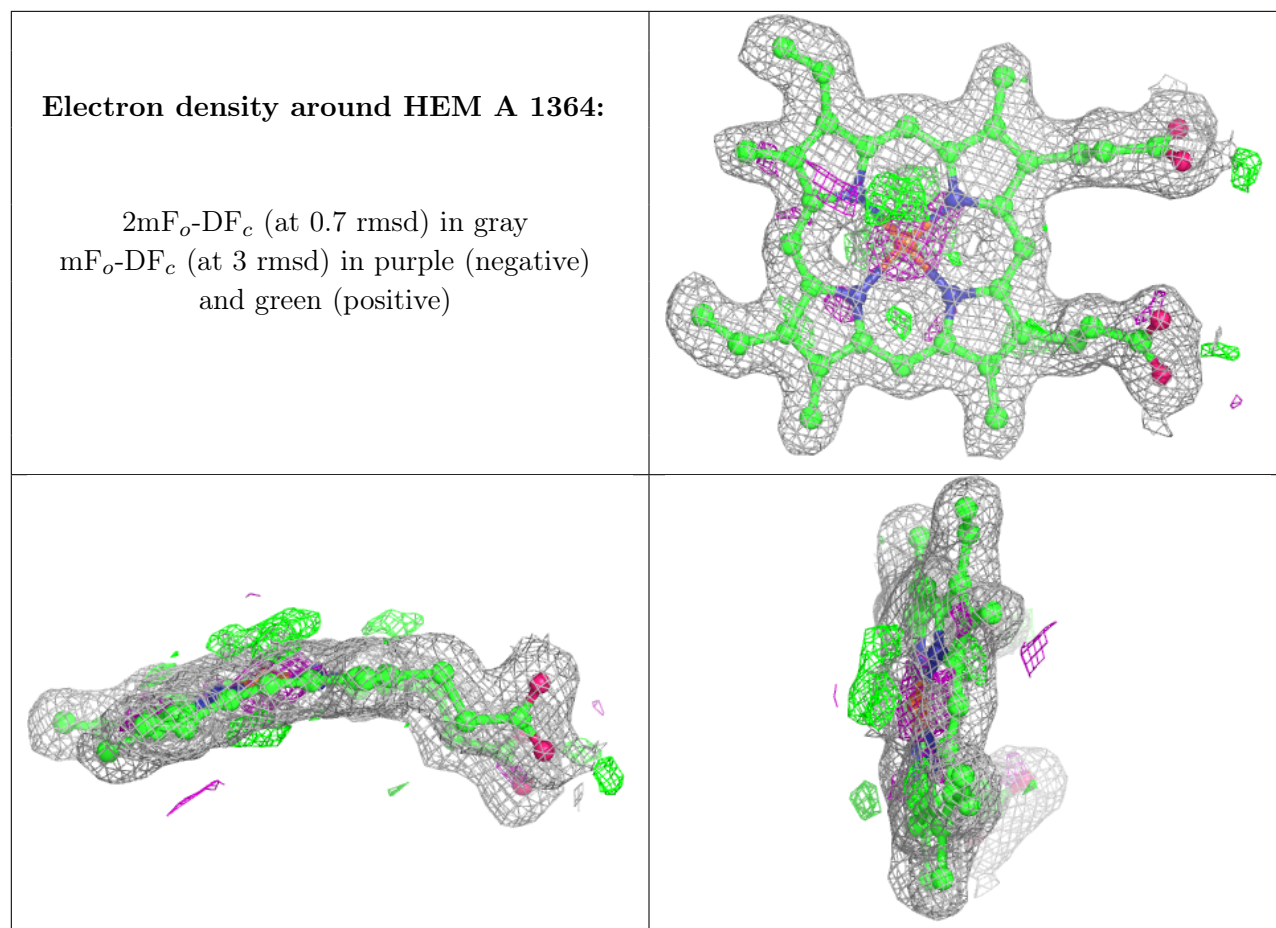 Electron density around HEM A 1364:
2mFo-DFc (at 0.7 rmsd) in gray
mFo-DFc (at 3 rmsd) in purple (negative)
and green (positive)